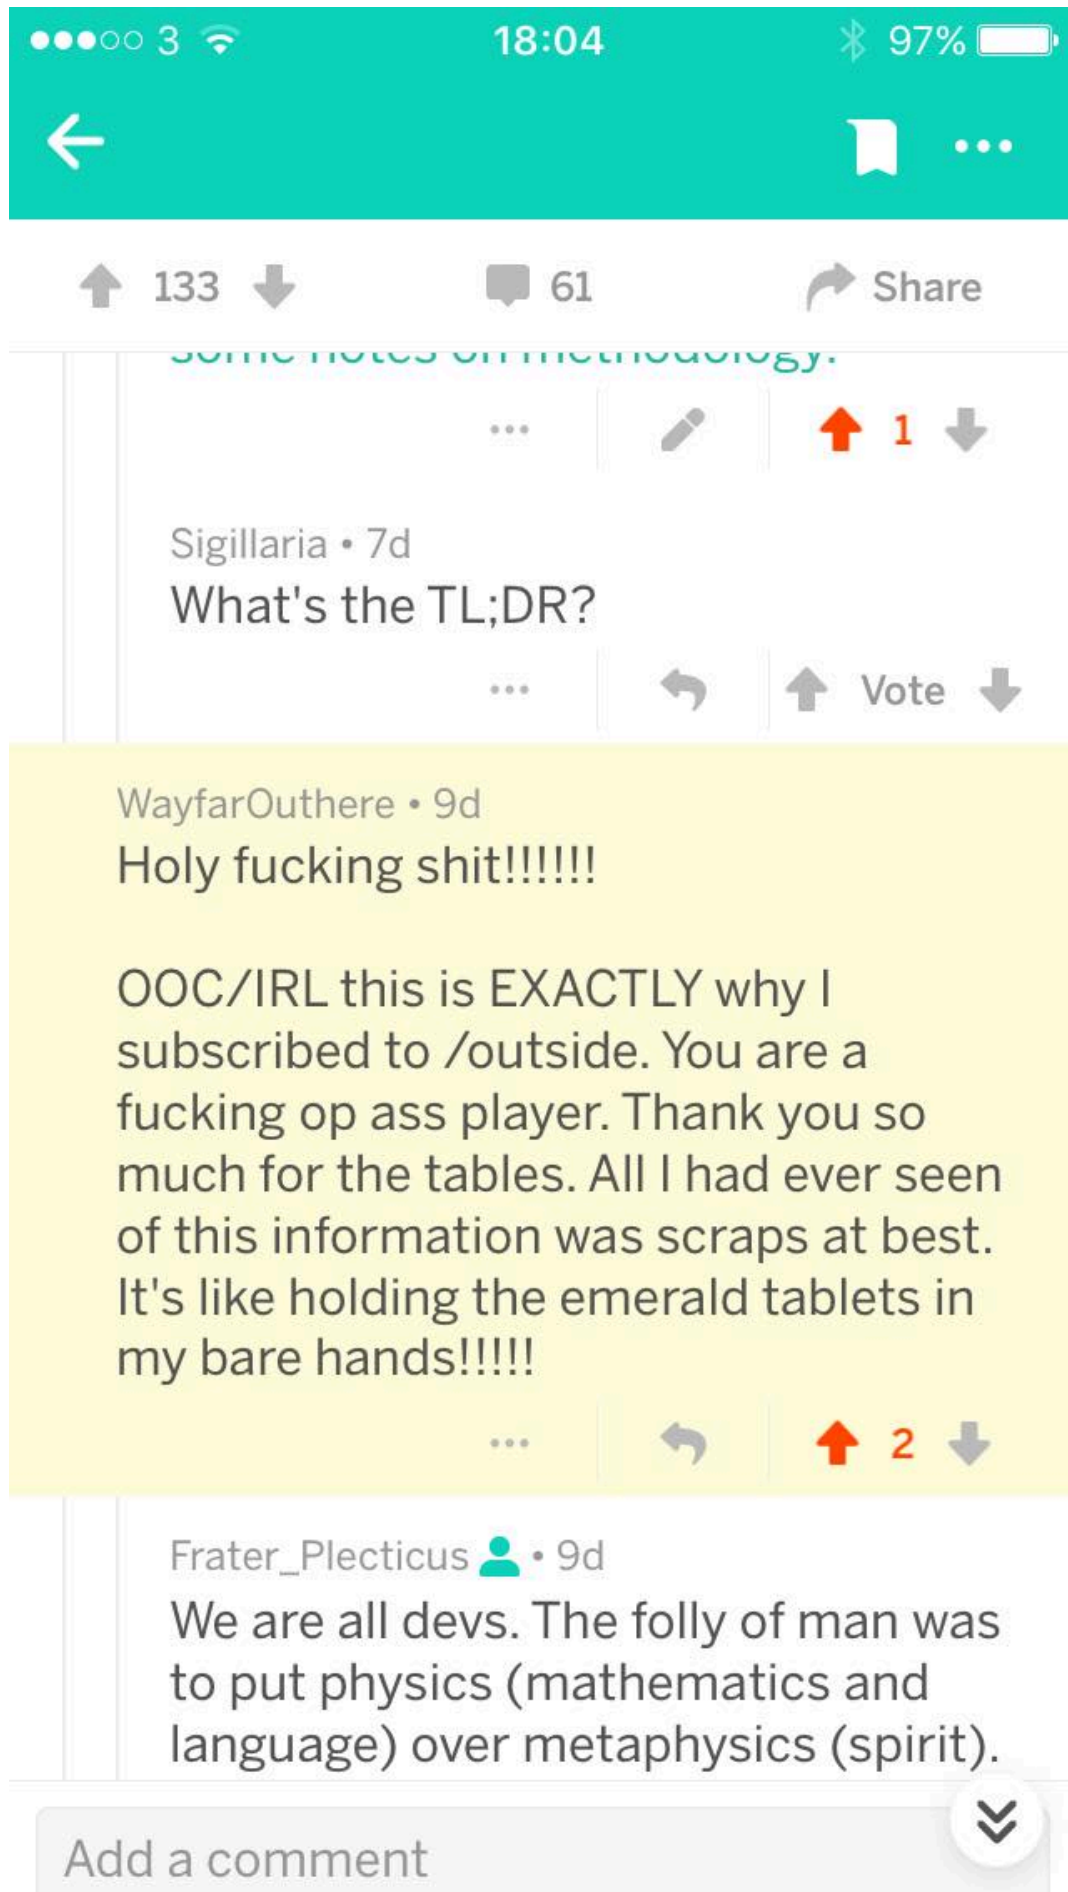 3 18:04 97%
133 61 Share
some notes on methodology.
1
Sigillaria • 7d
What's the TL;DR?
Vote
WayfarOuthere • 9d
Holy fucking shit!!!!!!
OOC/IRL this is EXACTLY why I
subscribed to /outside. You are a
fucking op ass player. Thank you so
much for the tables. All I had ever seen
of this information was scraps at best.
It's like holding the emerald tablets in
my bare hands!!!!!
2
Frater_Plecticus • 9d
We are all devs. The folly of man was
to put physics (mathematics and
language) over metaphysics (spirit).
Add a comment